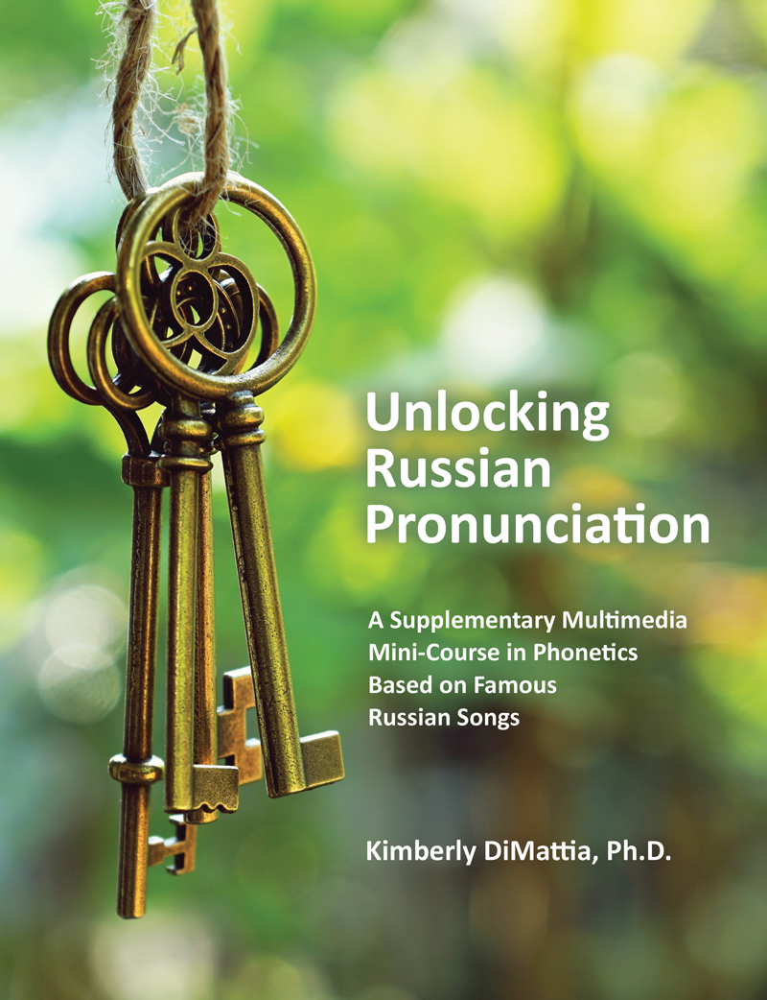 Unlocking
Russian
Pronunciation
A Supplementary Multimedia
Mini-Course in Phonetics
Based on Famous
Russian Songs
Kimberly DiMattia, Ph.D.